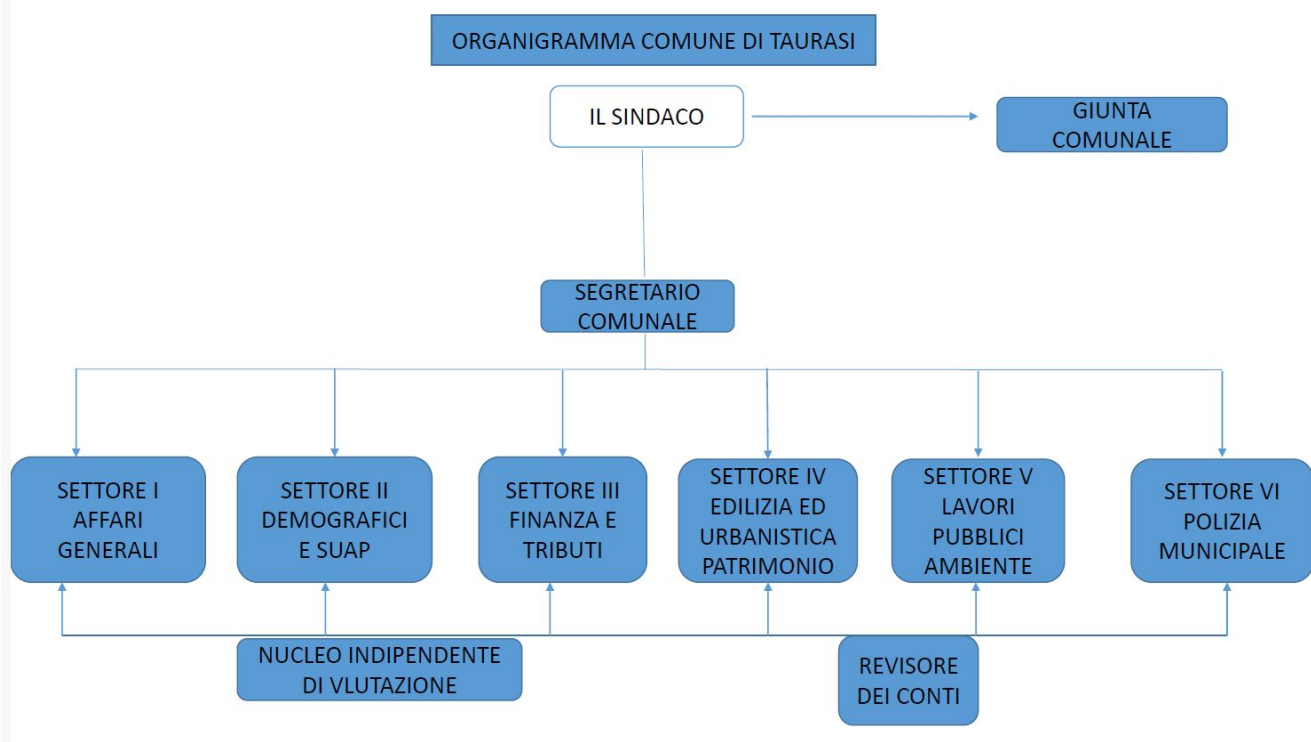 ORGANIGRAMMA COMUNE DI TAURASI
IL SINDACO
GIUNTA
COMUNALE
SEGRETARIO
COMUNALE
SETTORE I
AFFARI
GENERALI
SETTORE II
DEMOGRAFICI
E SUAP
SETTORE III
FINANZA E
TRIBUTI
SETTORE IV
EDILIZIA ED
URBANISTICA
PATRIMONIO
SETTORE V
LAVORI
PUBBLICI
AMBIENTE
SETTORE VI
POLIZIA
MUNICIPALE
NUCLEO INDIPENDENTE
DI VLUTAZIONE
REVISORE
DEI CONTI